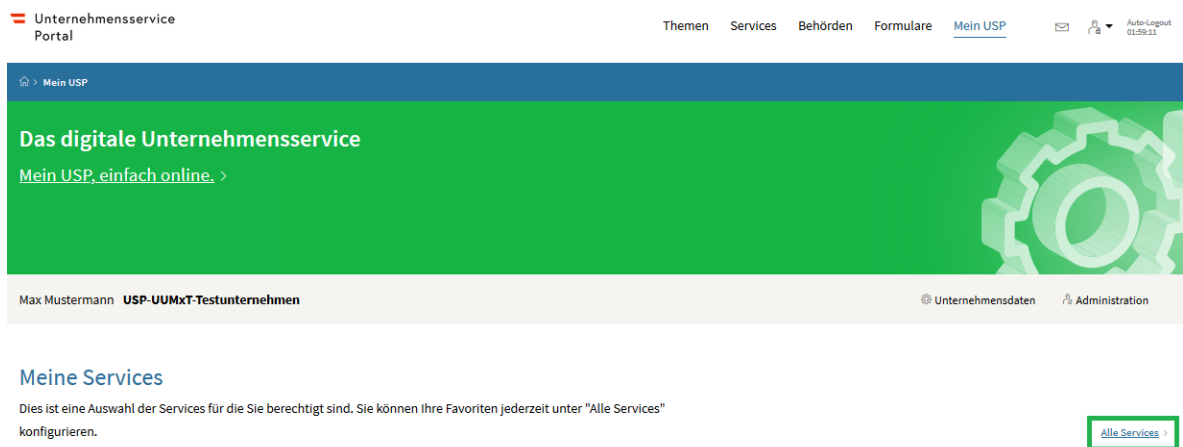 Unternehmensservice
Portal
Themen Services Behörden Formulare Mein USP
Auto-Logout
01:59:11
Mein USP
Das digitale Unternehmensservice
Mein USP, einfach online. >
Max Mustermann USP-UUMxT-Testunternehmen
Unternehmensdaten Administration
Meine Services
Dies ist eine Auswahl der Services für die Sie berechtigt sind. Sie können Ihre Favoriten jederzeit unter "Alle Services"
konfigurieren.
Alle Services >